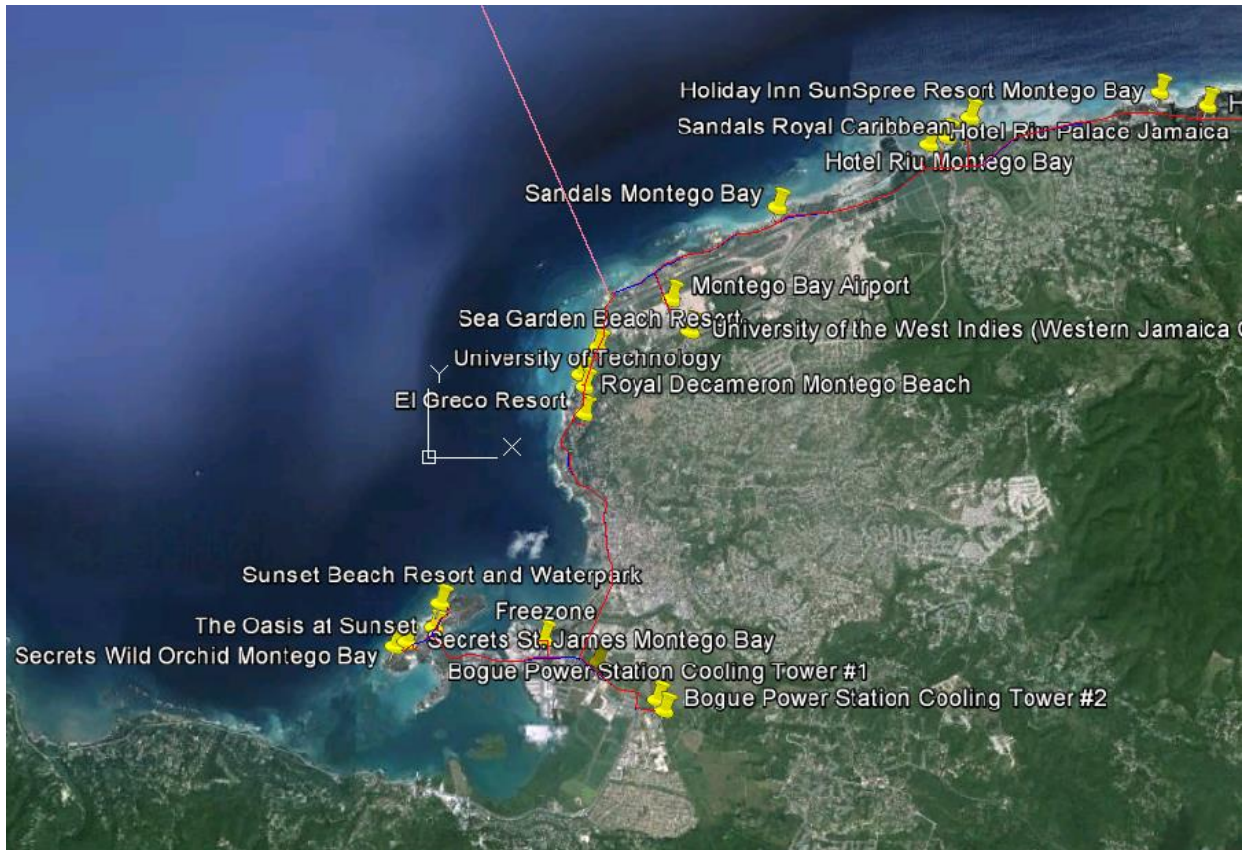 Holiday Inn SunSpree Resort Montego Bay
H
Sandals Royal Caribbean
Hotel Riu Palace Jamaica
Hotel Riu Montego Bay
Sandals Montego Bay
Montego Bay Airport
Sea Garden Beach Resort
University of the West Indies (Western Jamaica C
University of Technology
Y
Royal Decameron Montego Beach
El Greco Resort
X
Sunset Beach Resort and Waterpark
Freezone
The Oasis at Sunset
Secrets St. James Montego Bay
Secrets Wild Orchid Montego Bay
Bogue Power Station Cooling Tower #1
Bogue Power Station Cooling Tower #2